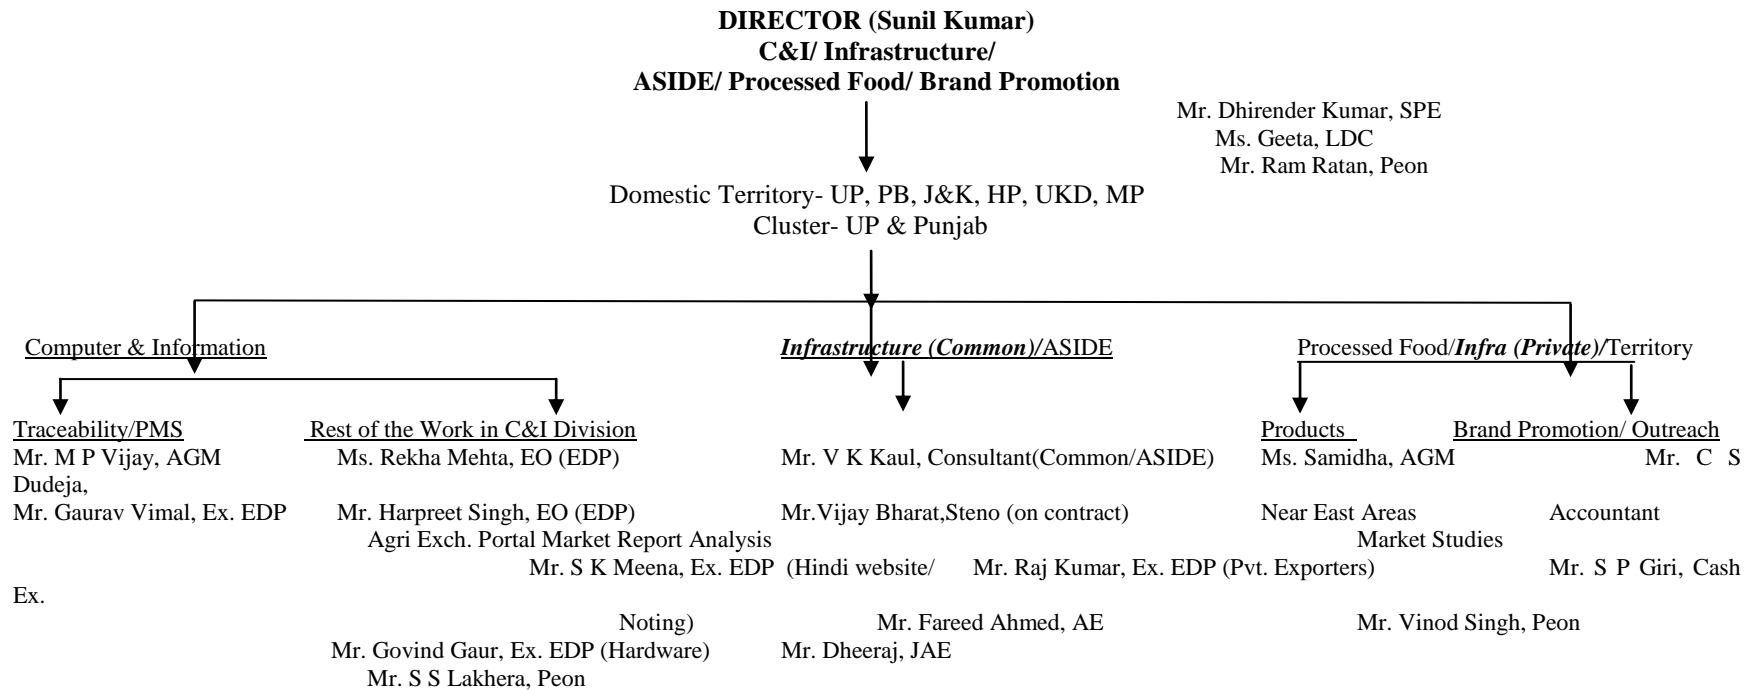 DIRECTOR (Sunil Kumar)
C&I/ Infrastructure/
ASIDE/ Processed Food/ Brand Promotion
Mr. Dhirender Kumar, SPE
Ms. Geeta, LDC
Mr. Ram Ratan, Peon
Domestic Territory- UP, PB, J&K, HP, UKD, MP
Cluster- UP & Punjab
Computer & Information Infrastructure (Common)/ASIDE Processed Food/Infra (Private)/Territory
Traceability/PMS Rest of the Work in C&I Division Products Brand Promotion/ Outreach
Mr. M P Vijay, AGM Ms. Rekha Mehta, EO (EDP) Mr. V K Kaul, Consultant(Common/ASIDE) Ms. Samidha, AGM Mr. C S
Dudeja,
Mr. Gaurav Vimal, Ex. EDP Mr. Harpreet Singh, EO (EDP) Mr.Vijay Bharat,Steno (on contract) Near East Areas Accountant
Agri Exch. Portal Market Report Analysis Market Studies
Mr. S K Meena, Ex. EDP (Hindi website/ Mr. Raj Kumar, Ex. EDP (Pvt. Exporters) Mr. S P Giri, Cash
Ex.
Noting) Mr. Fareed Ahmed, AE Mr. Vinod Singh, Peon
Mr. Govind Gaur, Ex. EDP (Hardware) Mr. Dheeraj, JAE
Mr. S S Lakhera, Peon